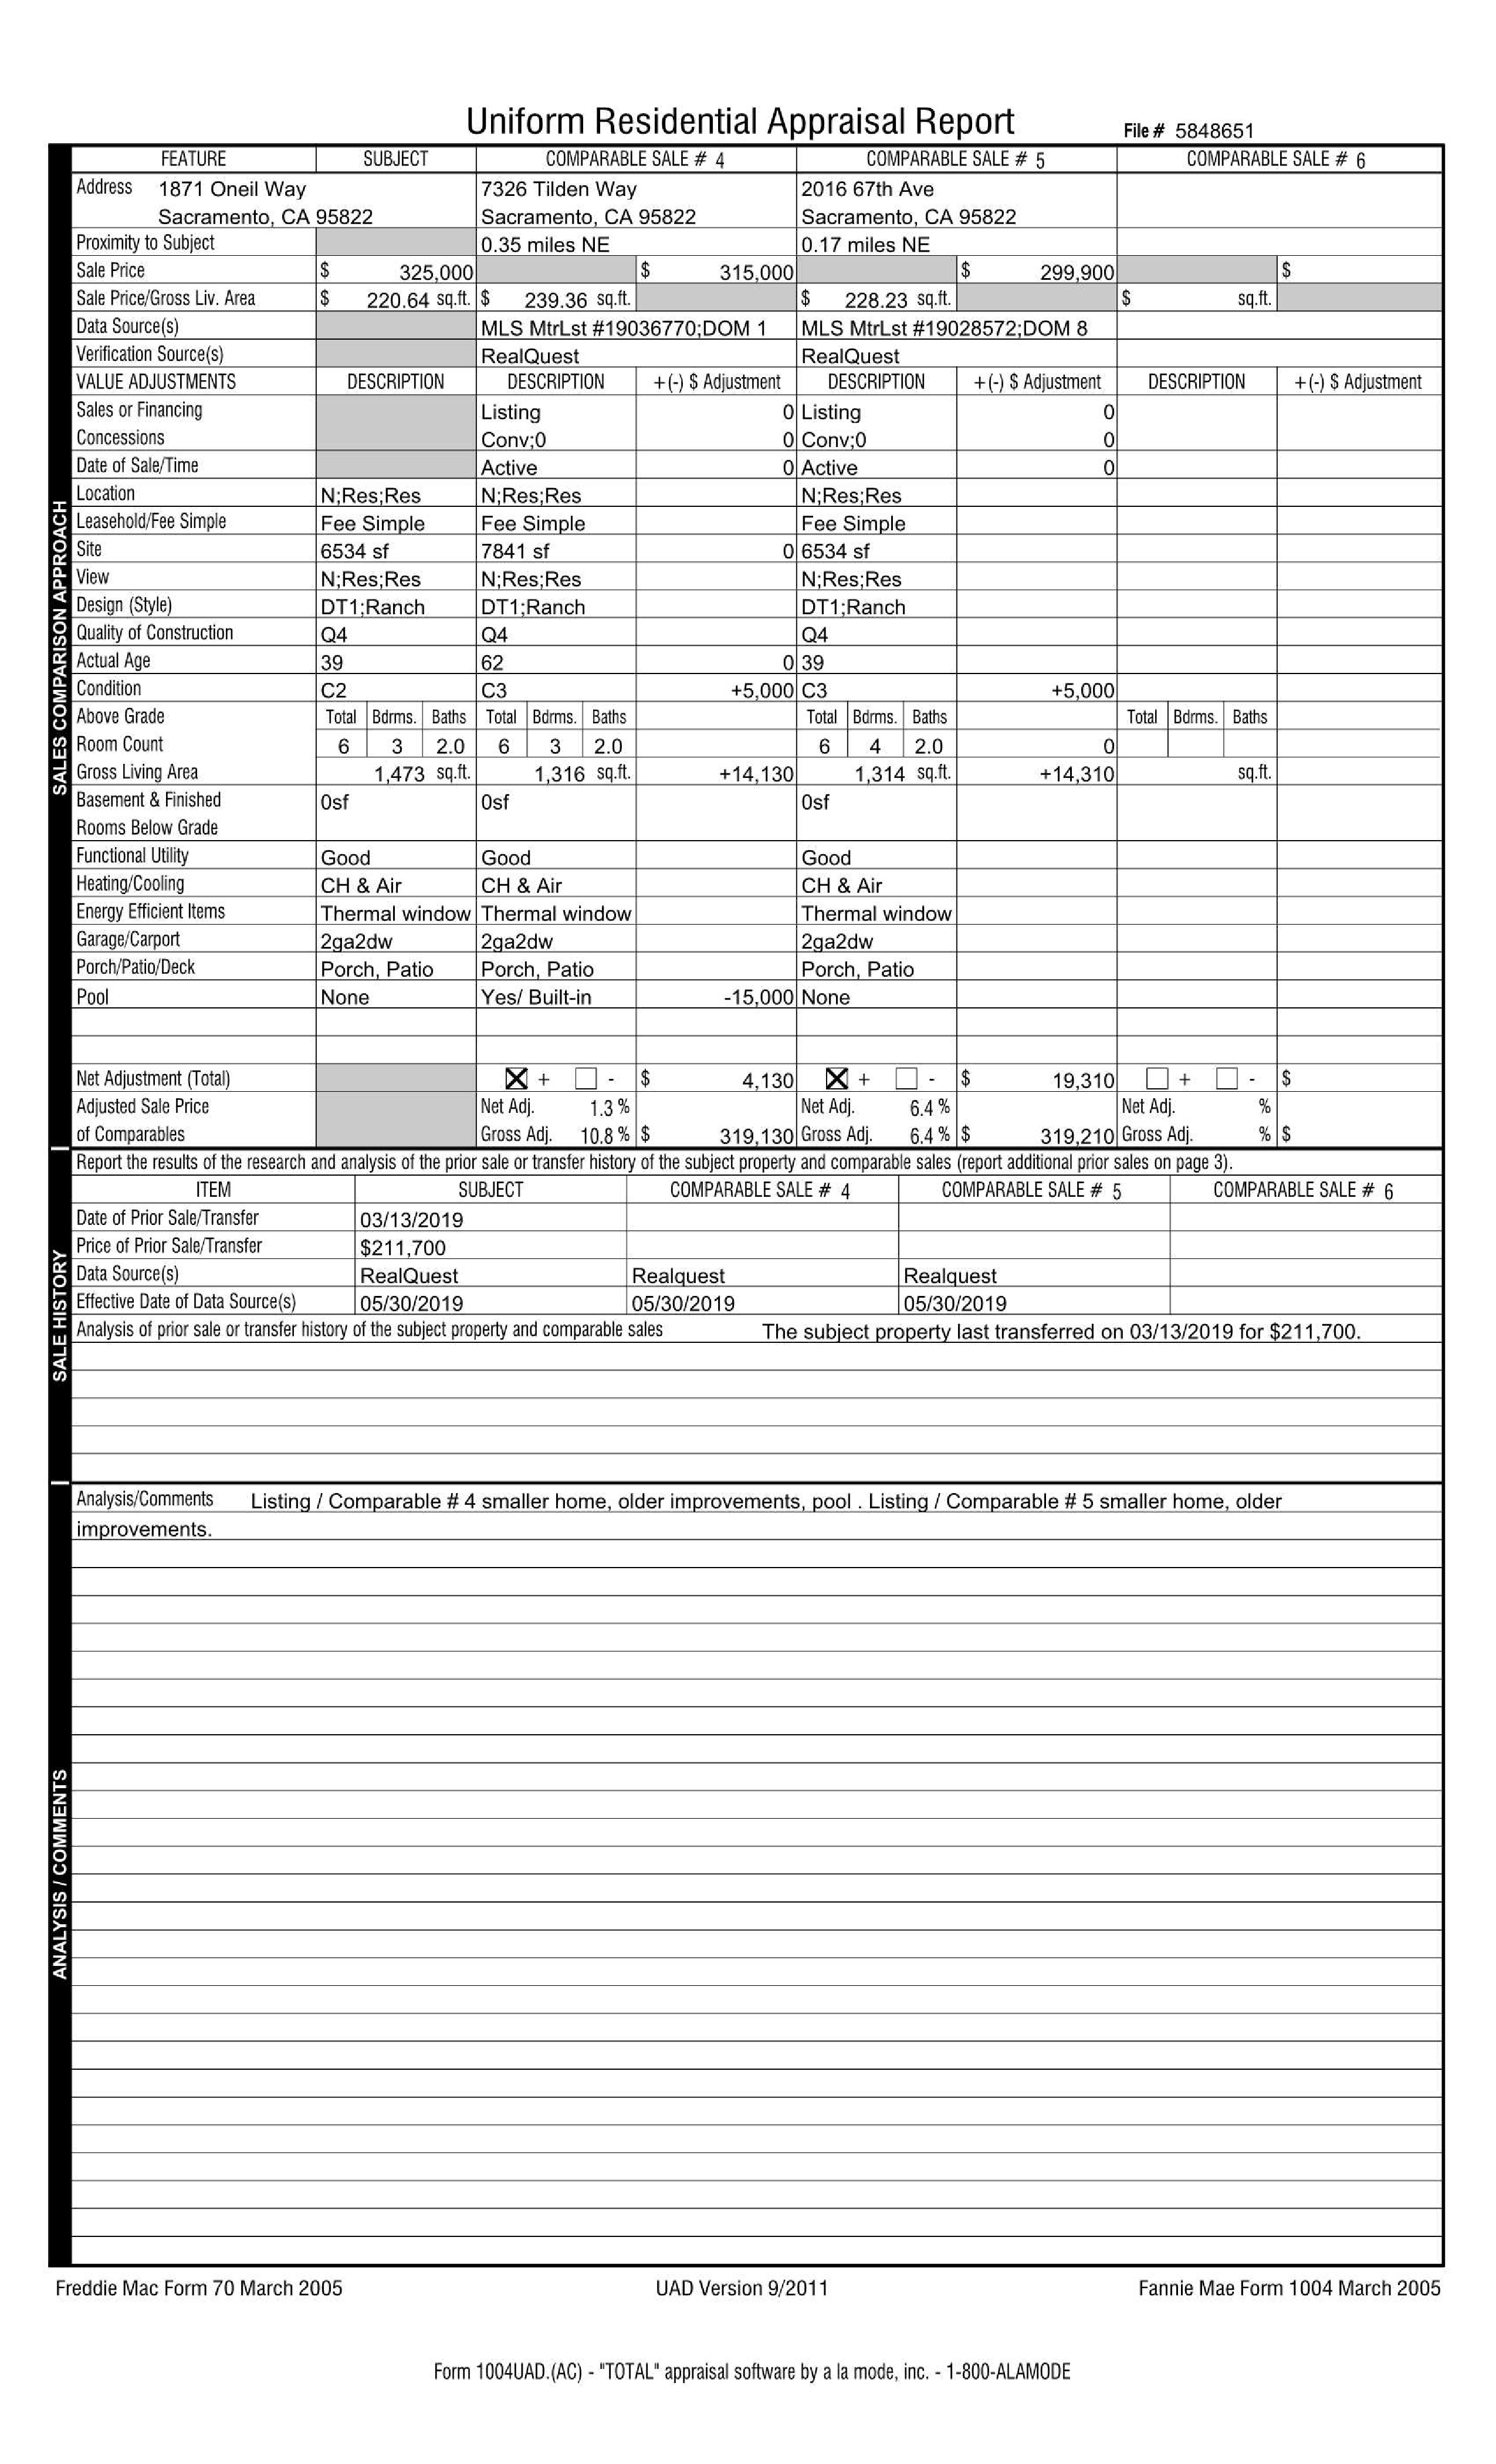 Uniform Residential Appraisal Report
File # 5848651
FEATURE SUBJECT COMPARABLE SALE # 4 COMPARABLE SALE # 5 COMPARABLE SALE # 6
Address 1871 Oneil Way 7326 Tilden Way 2016 67th Ave
Sacramento, CA 95822 Sacramento, CA 95822 Sacramento, CA 95822
Proximity to Subject 0.35 miles NE 0.17 miles NE
Sale Price $ 325,000 $ 315,000 $ 299,900 $
Sale Price/Gross Liv. Area $ 220.64 sq.ft. $ 239.36 sq.ft. $ 228.23 sq.ft. $ sq.ft.
Data Source(s) MLS MtrLst #19036770;DOM 1 MLS MtrLst #19028572;DOM 8
Verification Source(s) RealQuest RealQuest
VALUE ADJUSTMENTS DESCRIPTION DESCRIPTION +(-) $ Adjustment DESCRIPTION +(-) $ Adjustment DESCRIPTION +(-) $ Adjustment
Sales or Financing Listing 0 Listing 0
Concessions Conv;0 0 Conv;0 0
Date of Sale/Time Active 0 Active 0
Location N;Res;Res N;Res;Res N;Res;Res
Leasehold/Fee Simple Fee Simple Fee Simple Fee Simple
Site 6534 sf 7841 sf 0 6534 sf
View N;Res;Res N;Res;Res N;Res;Res
Design (Style) DT1;Ranch DT1;Ranch DT1;Ranch
Quality of Construction Q4 Q4 Q4
Actual Age 39 62 0 39
Condition C2 C3 +5,000 C3 +5,000
Above Grade Total Bdrms. Baths Total Bdrms. Baths Total Bdrms. Baths Total Bdrms. Baths
Room Count 6 3 2.0 6 3 2.0 6 4 2.0 0
Gross Living Area 1,473 sq.ft. 1,316 sq.ft. +14,130 1,314 sq.ft. +14,310 sq.ft.
Basement & Finished 0sf 0sf 0sf
Rooms Below Grade
Functional Utility Good Good Good
Heating/Cooling CH & Air CH & Air CH & Air
Energy Efficient Items Thermal window Thermal window Thermal window
Garage/Carport 2ga2dw 2ga2dw 2ga2dw
Porch/Patio/Deck Porch, Patio Porch, Patio Porch, Patio
Pool None Yes/ Built-in -15,000 None
Net Adjustment (Total) + - $ 4,130 + - $ 19,310 + - $
Adjusted Sale Price Net Adj. 1.3 % Net Adj. 6.4 % Net Adj. %
of Comparables Gross Adj. 10.8 % $ 319,130 Gross Adj. 6.4 % $ 319,210 Gross Adj. % $
SALES COMPARISON APPROACH
Report the results of the research and analysis of the prior sale or transfer history of the subject property and comparable sales (report additional prior sales on page 3).
ITEM SUBJECT COMPARABLE SALE # 4 COMPARABLE SALE # 5 COMPARABLE SALE # 6
Date of Prior Sale/Transfer 03/13/2019
Price of Prior Sale/Transfer $211,700
Data Source(s) RealQuest Realquest Realquest
Effective Date of Data Source(s) 05/30/2019 05/30/2019 05/30/2019
Analysis of prior sale or transfer history of the subject property and comparable sales The subject property last transferred on 03/13/2019 for $211,700.
SALE HISTORY
Analysis/Comments Listing / Comparable # 4 smaller home, older improvements, pool . Listing / Comparable # 5 smaller home, older
improvements.
ANALYSIS / COMMENTS
Freddie Mac Form 70 March 2005 UAD Version 9/2011 Fannie Mae Form 1004 March 2005
Form 1004UAD.(AC) - "TOTAL" appraisal software by a la mode, inc. - 1-800-ALAMODE